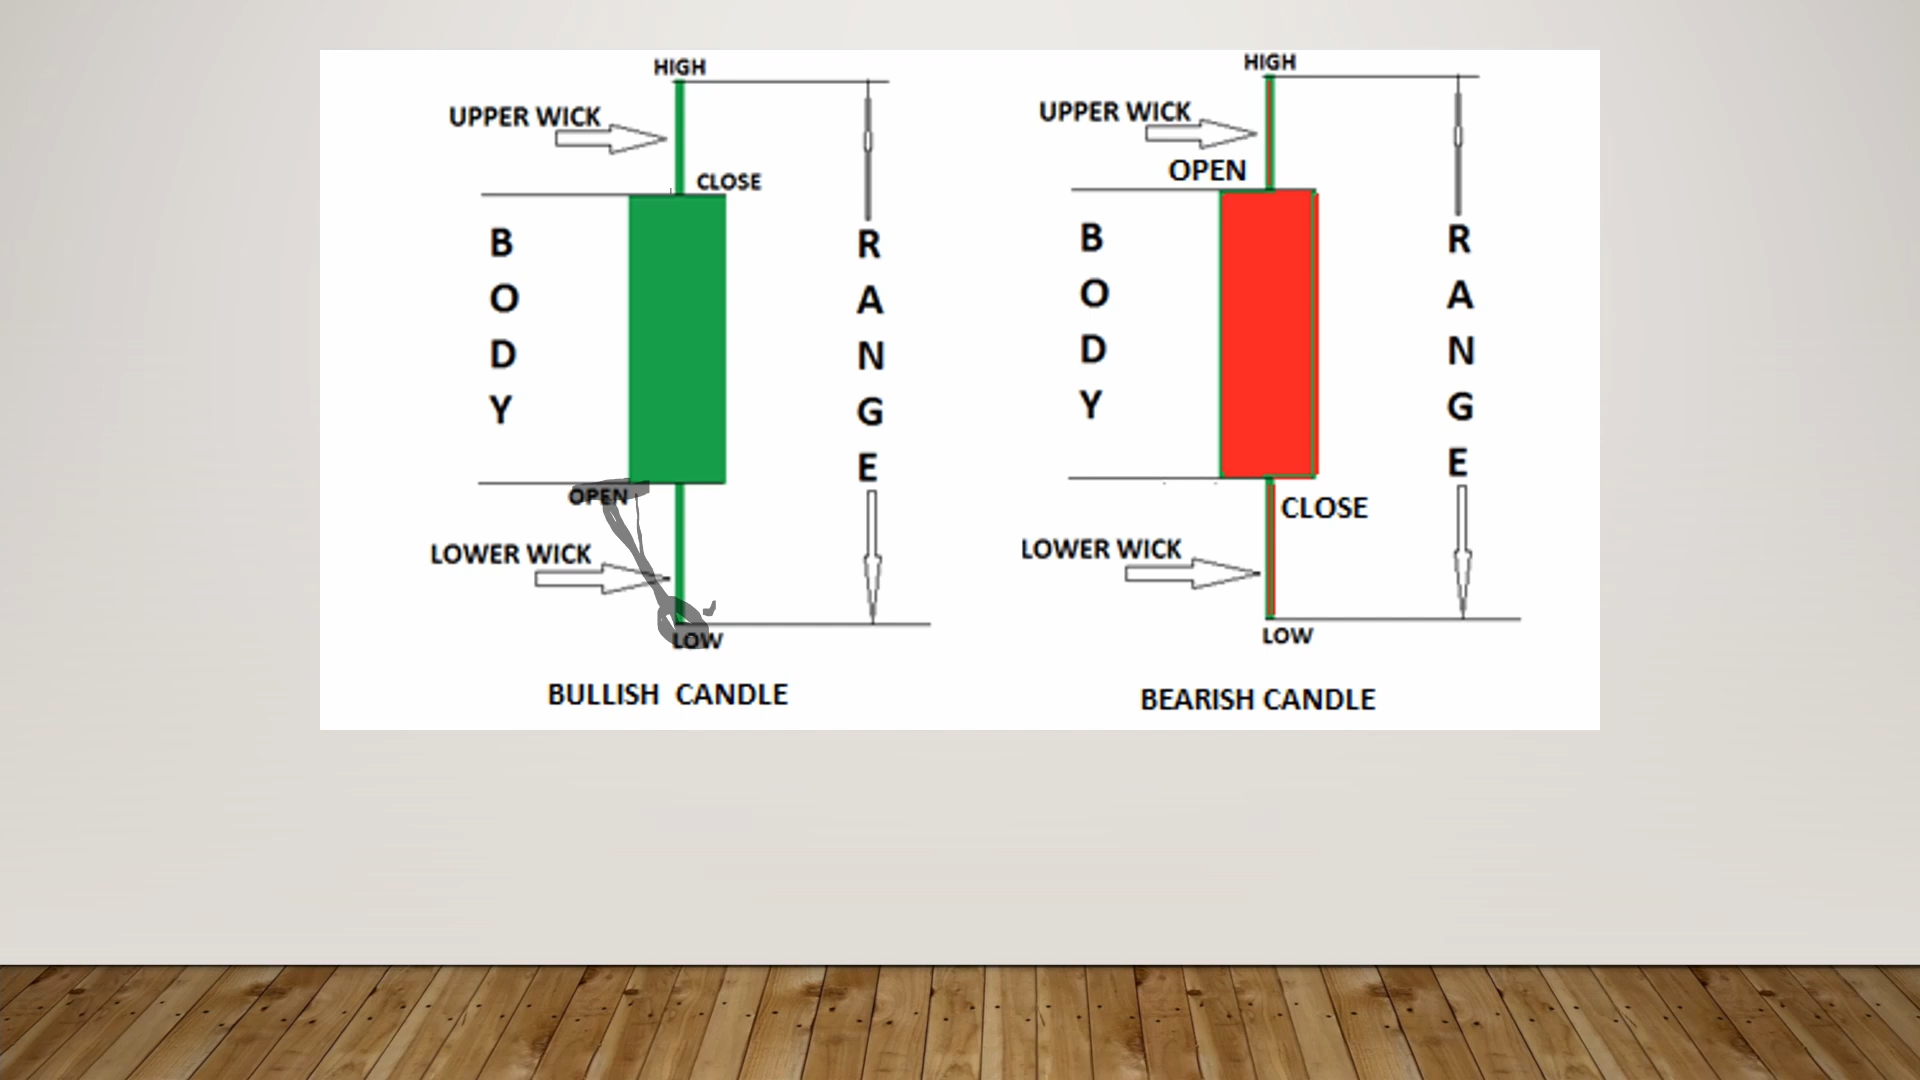 HIGH
UPPER WICK
CLOSE
B
O
D
Y
R
A
N
G
E
OPEN
LOWER WICK
LOW
BULLISH CANDLE
HIGH
UPPER WICK
OPEN
B
O
D
Y
R
A
N
G
E
CLOSE
LOWER WICK
LOW
BEARISH CANDLE